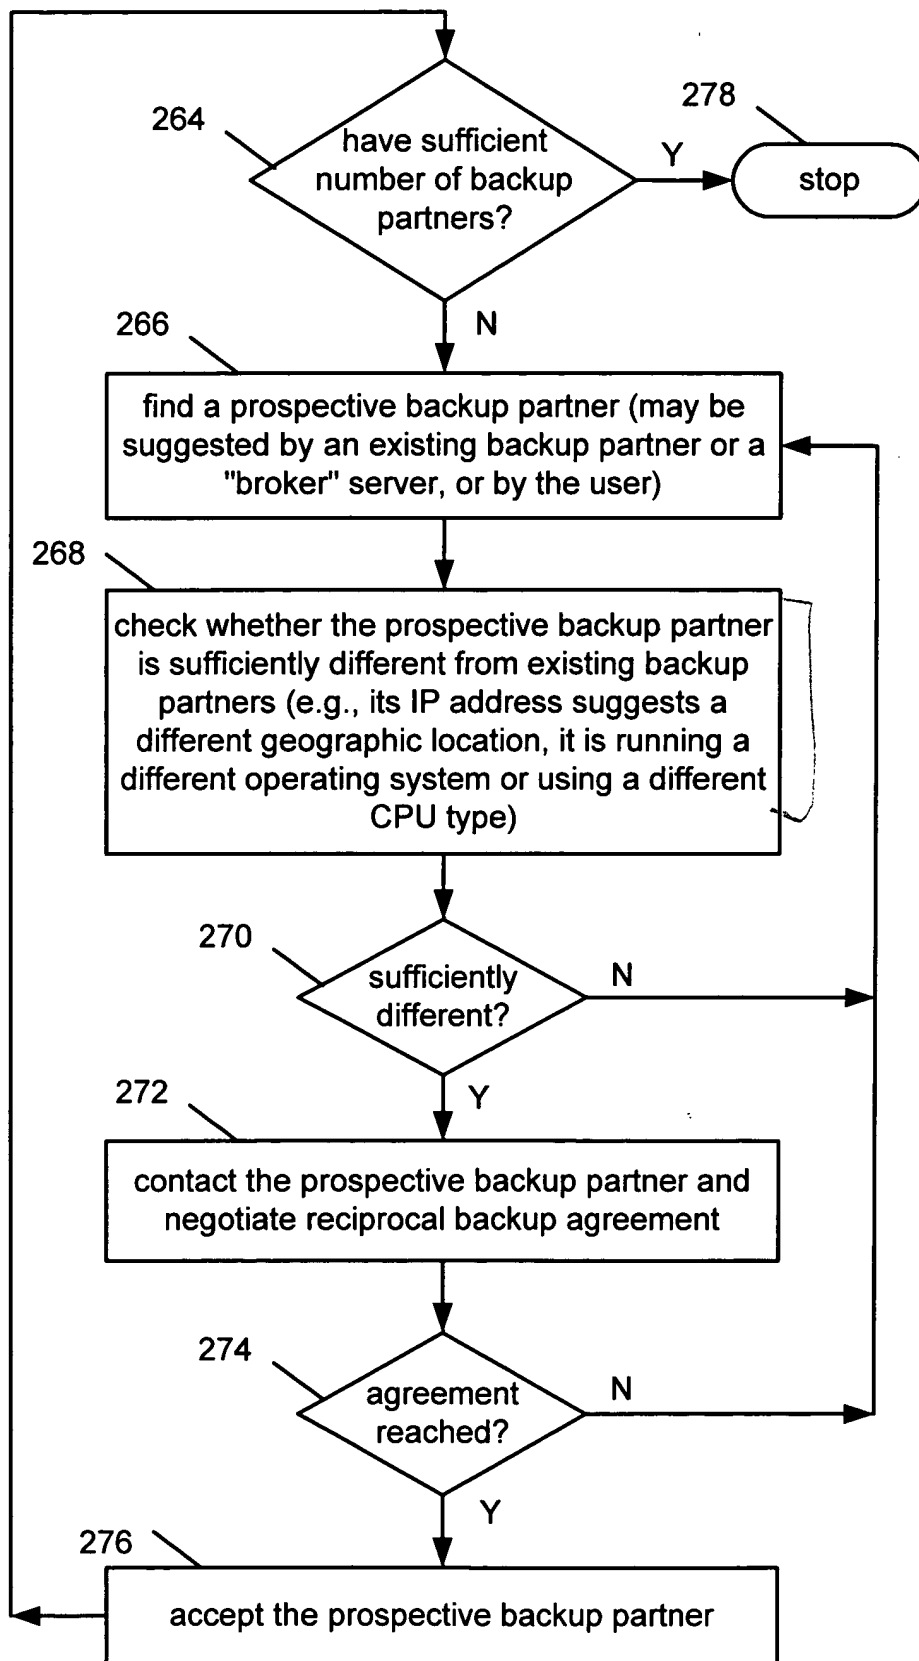 264
have sufficient
number of backup
partners?
Y
278
stop
N
266
find a prospective backup partner (may be
suggested by an existing backup partner or a
"broker" server, or by the user)
268
check whether the prospective backup partner
is sufficiently different from existing backup
partners (e.g., its IP address suggests a
different geographic location, it is running a
different operating system or using a different
CPU type)
270
sufficiently
different?
N
Y
272
contact the prospective backup partner and
negotiate reciprocal backup agreement
274
agreement
reached?
N
Y
276
accept the prospective backup partner